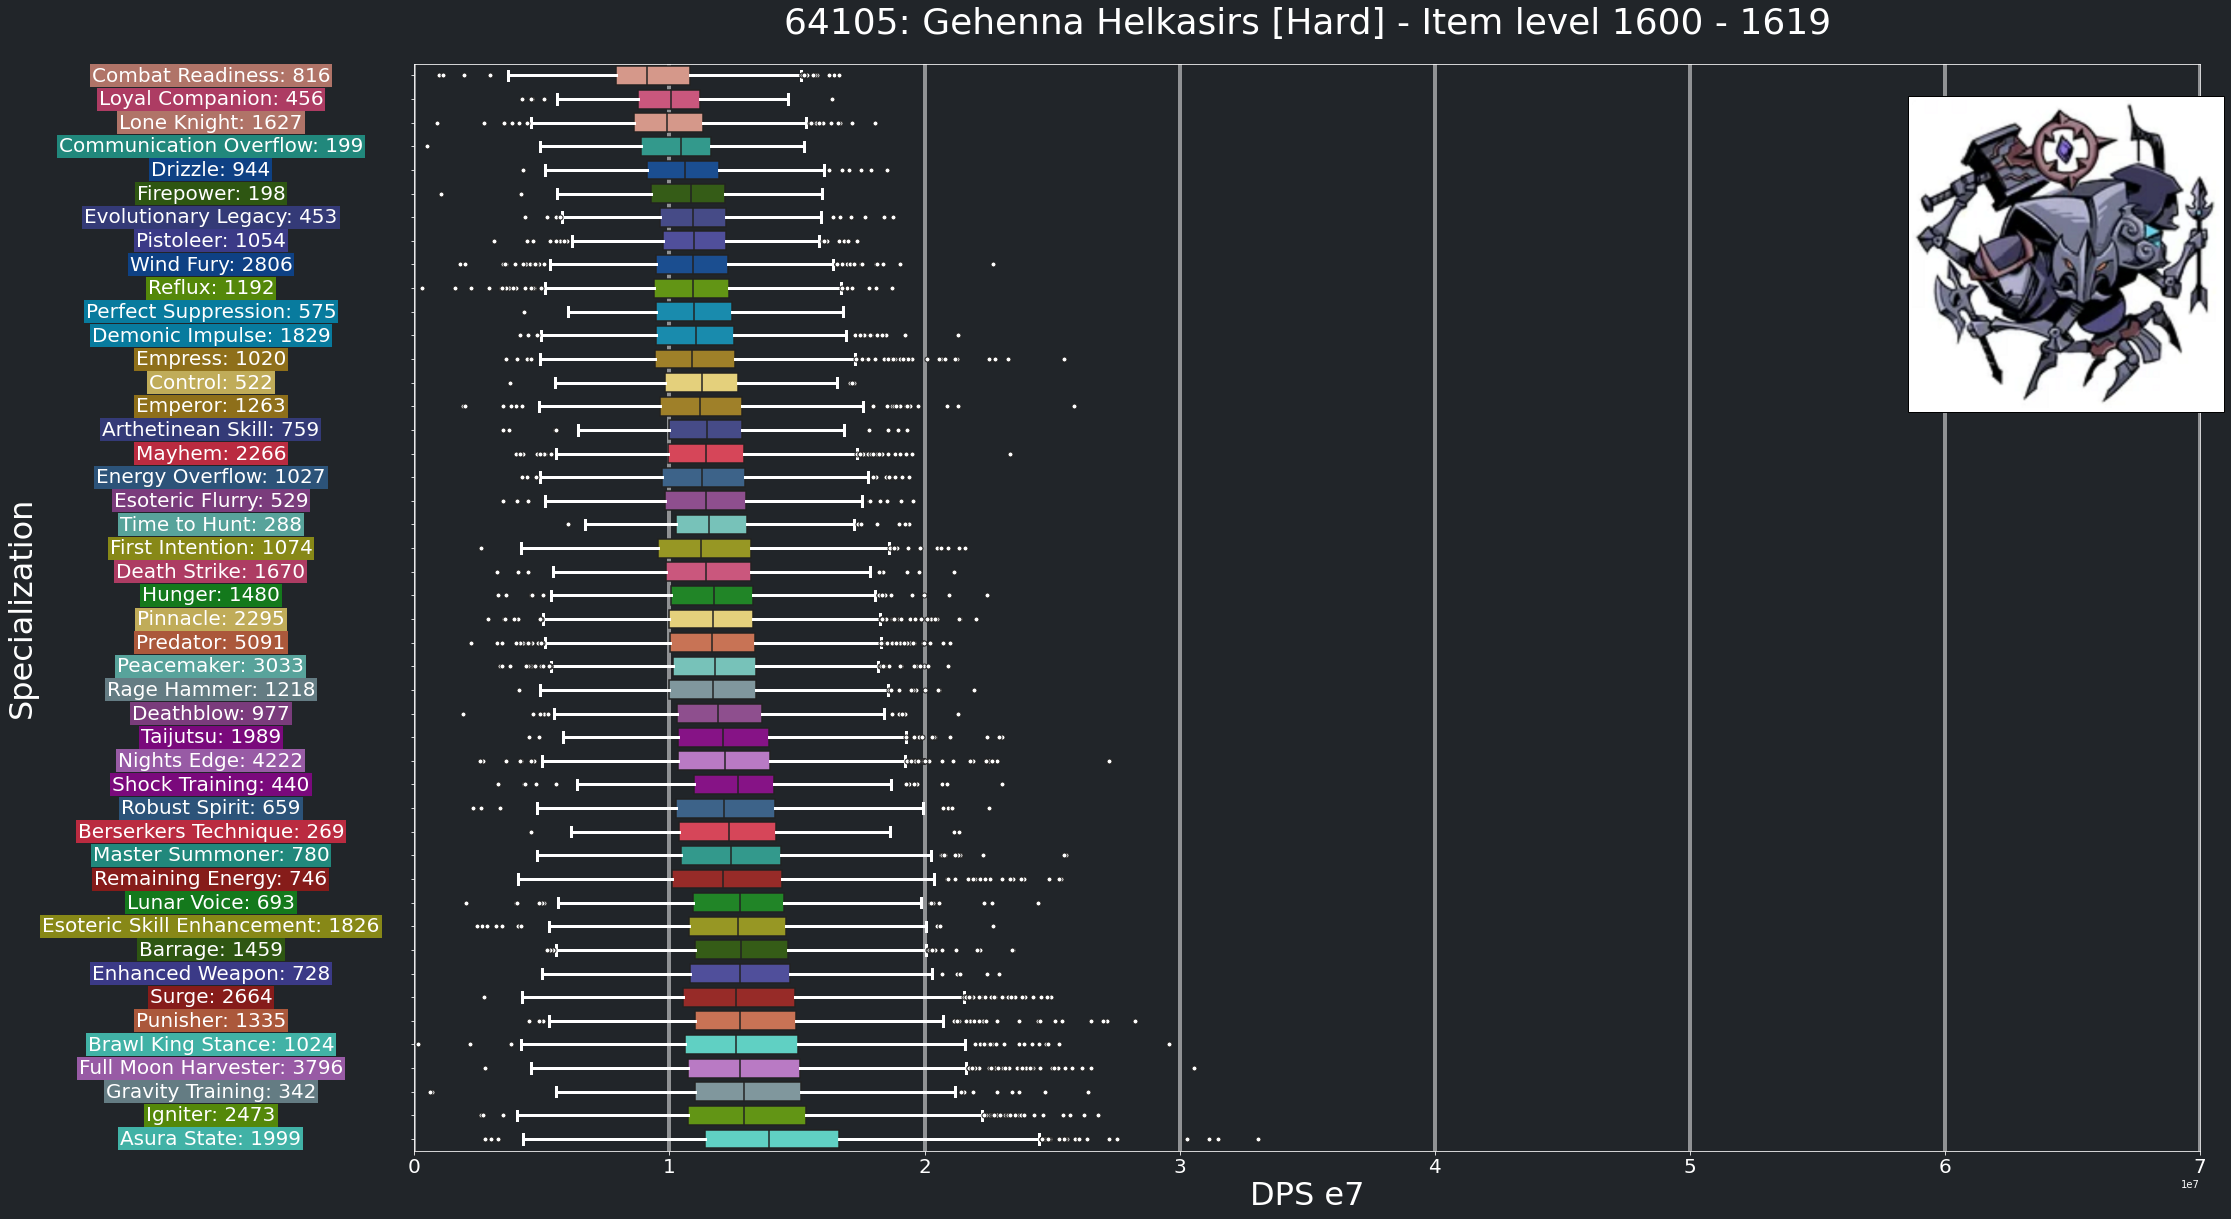 64105: Gehenna Helkasirs [Hard] - Item level 1600 - 1619
Specialization
Combat Readiness: 816
Loyal Companion: 456
Lone Knight: 1627
Communication Overflow: 199
Drizzle: 944
Firepower: 198
Evolutionary Legacy: 453
Pistoleer: 1054
Wind Fury: 2806
Reflux: 1192
Perfect Suppression: 575
Demonic Impulse: 1829
Empress: 1020
Control: 522
Emperor: 1263
Arthetinean Skill: 759
Mayhem: 2266
Energy Overflow: 1027
Esoteric Flurry: 529
Time to Hunt: 288
First Intention: 1074
Death Strike: 1670
Hunger: 1480
Pinnacle: 2295
Predator: 5091
Peacemaker: 3033
Rage Hammer: 1218
Deathblow: 977
Taijutsu: 1989
Nights Edge: 4222
Shock Training: 440
Robust Spirit: 659
Berserkers Technique: 269
Master Summoner: 780
Remaining Energy: 746
Lunar Voice: 693
Esoteric Skill Enhancement: 1826
Barrage: 1459
Enhanced Weapon: 728
Surge: 2664
Punisher: 1335
Brawl King Stance: 1024
Full Moon Harvester: 3796
Gravity Training: 342
Igniter: 2473
Asura State: 1999
0 1 2 3 4 5 6 7
1e7
DPS e7